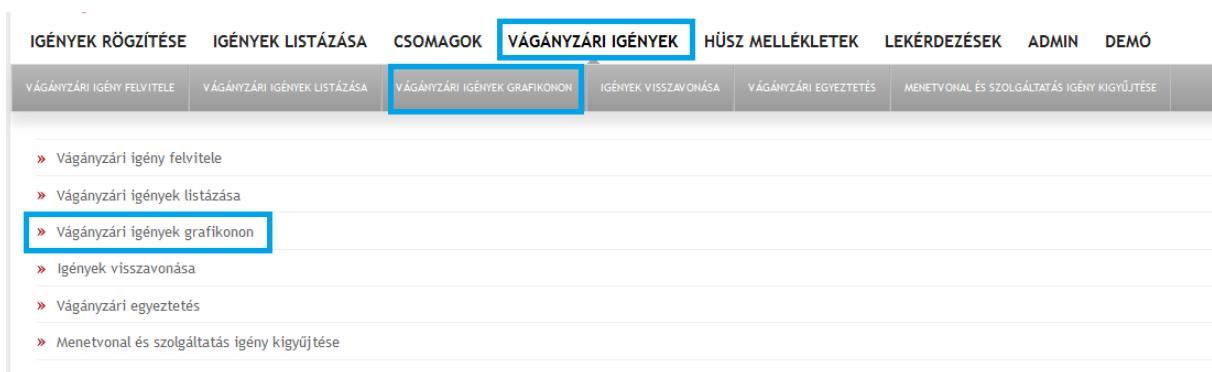 IGÉNYEK RÖGZÍTÉSE IGÉNYEK LISTÁZÁSA CSOMAGOK VÁGÁNYZÁRI IGÉNYEK HÜSZ MELLÉKLETEK LEKÉRDEZÉSEK ADMIN DEMÓ
VÁGÁNYZÁRI IGÉNY FELVITELE VÁGÁNYZÁRI IGÉNYEK LISTÁZÁSA VÁGÁNYZÁRI IGÉNYEK GRAFIKONON IGÉNYEK VISSZAVONÁSA VÁGÁNYZÁRI EGYEZTETÉS MENETVONAL ÉS SZOLGÁLTATÁS IGÉNY KIGYŰJTÉSE
» Vágányzári igény felvitele
» Vágányzári igények listázása
» Vágányzári igények grafikonon
» Igények visszavonása
» Vágányzári egyeztetés
» Menetvonal és szolgáltatás igény kigyűjtése